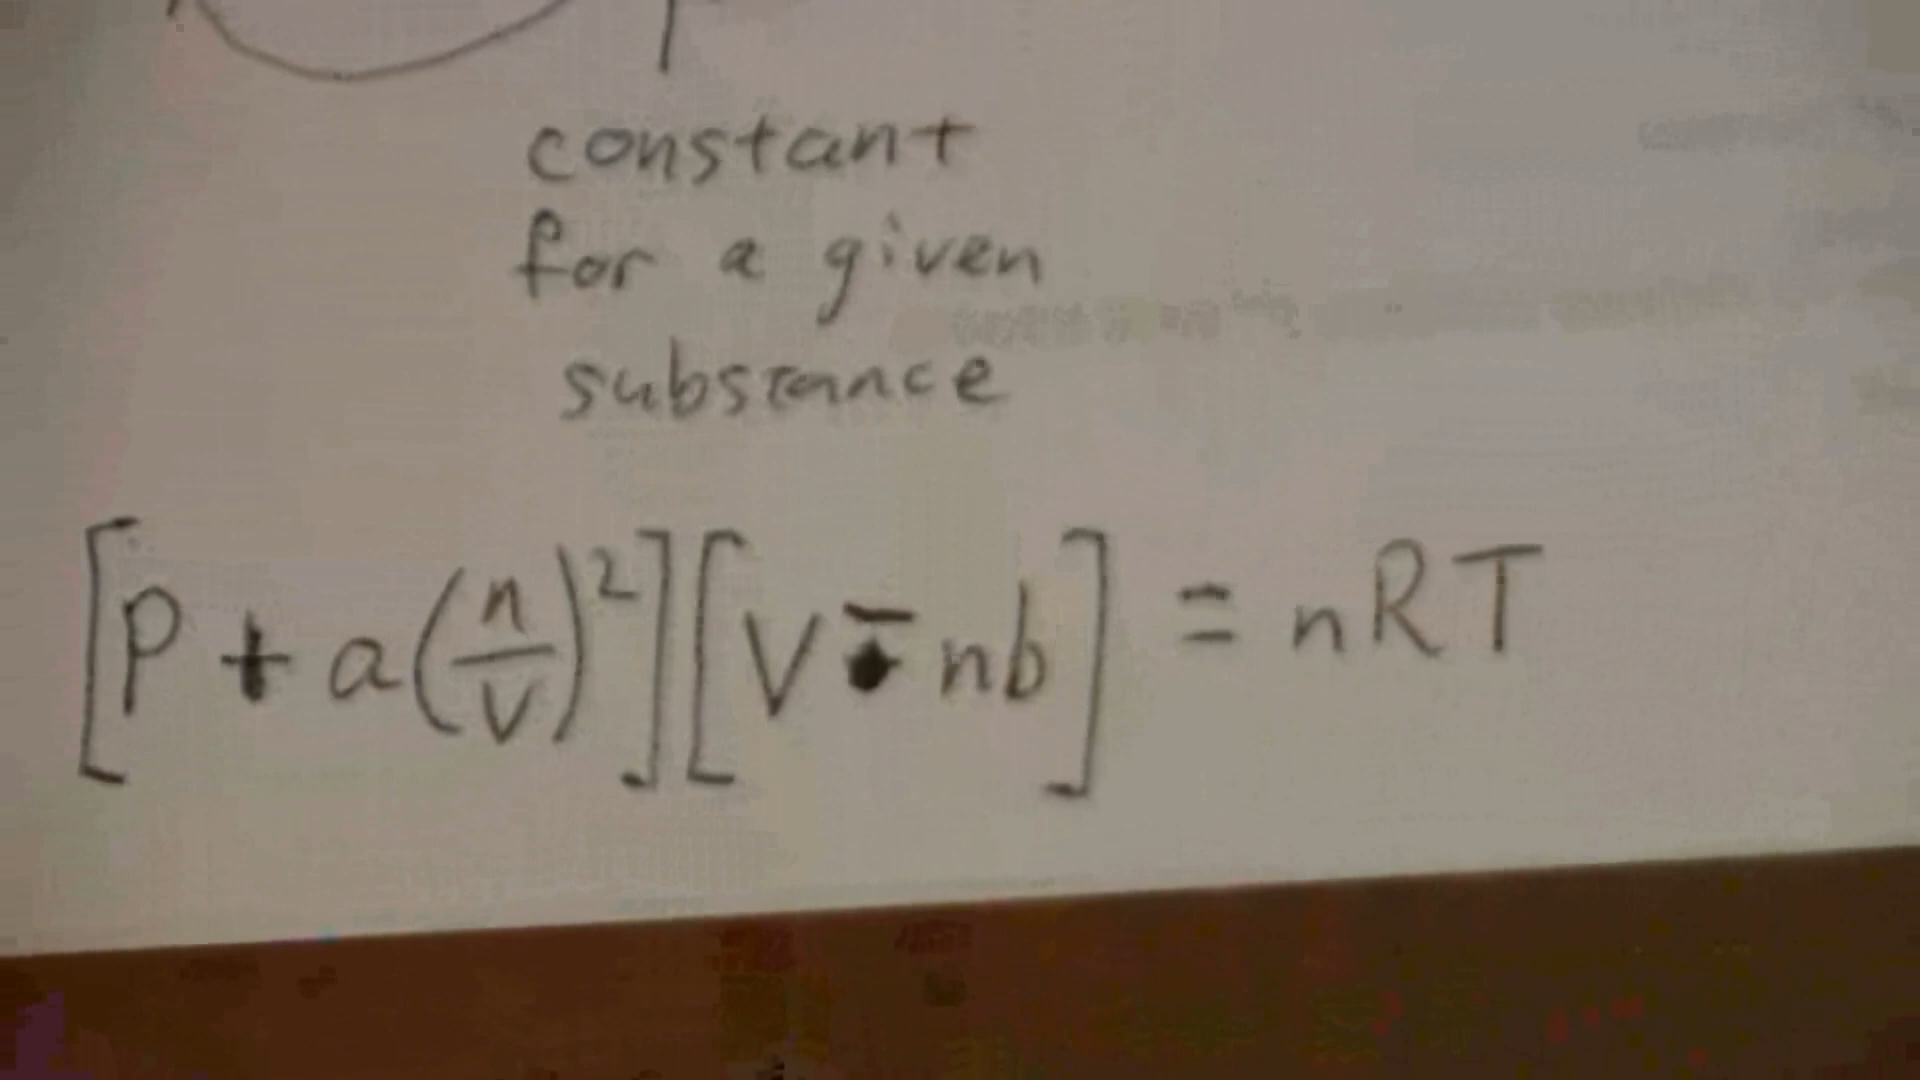 constant
for a given
substance
[P + a(n/V)²][V - nb] = nRT